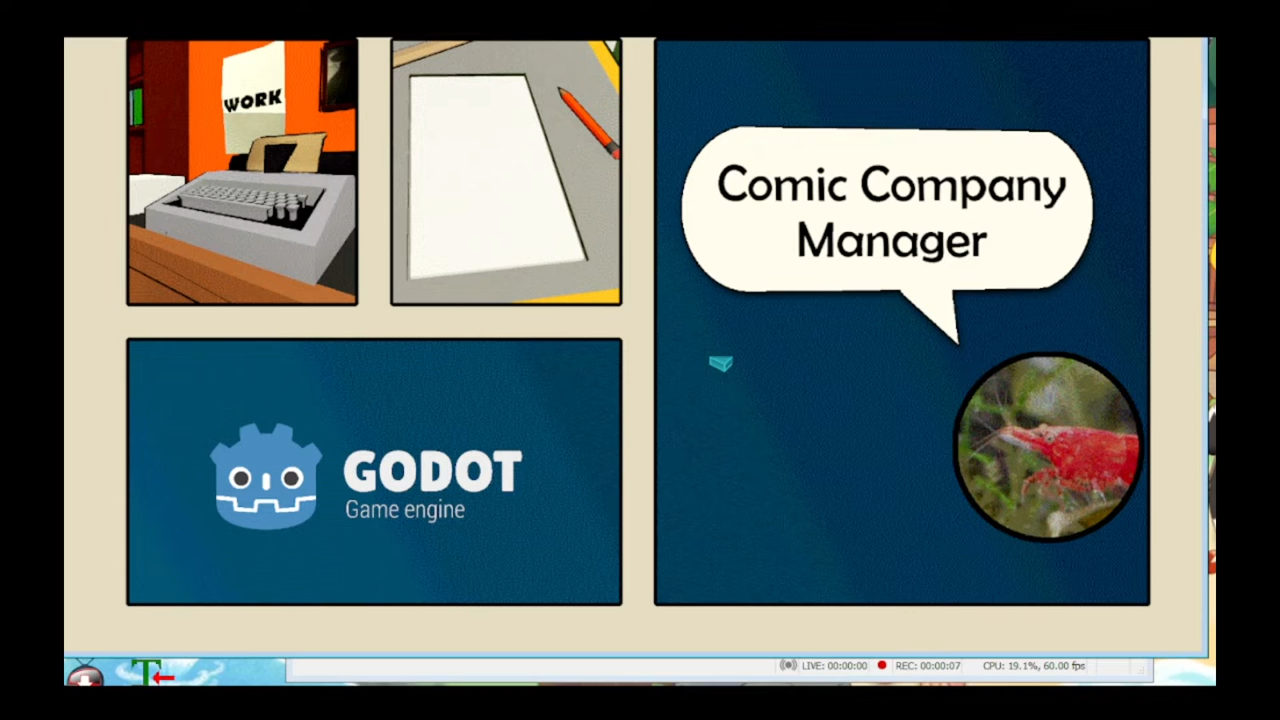 WORK
Comic Company
Manager
GODOT
Game engine
LIVE: 00:00:00
REC: 00:00:07
CPU: 19.1%, 60.00 fps